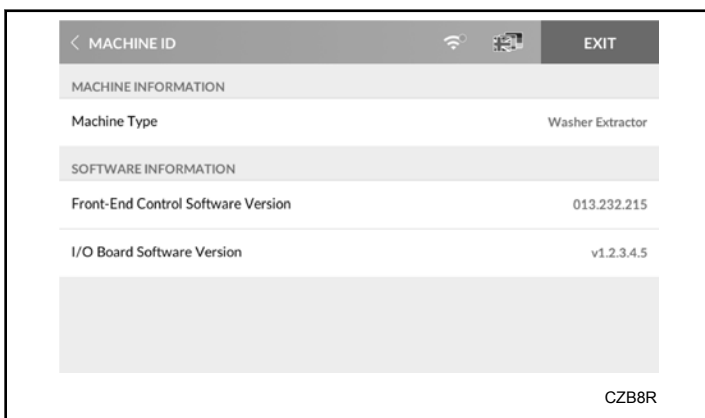 < MACHINE ID EXIT
MACHINE INFORMATION
Machine Type Washer Extractor
SOFTWARE INFORMATION
Front-End Control Software Version 013.232.215
I/O Board Software Version v1.2.3.4.5
CZB8R